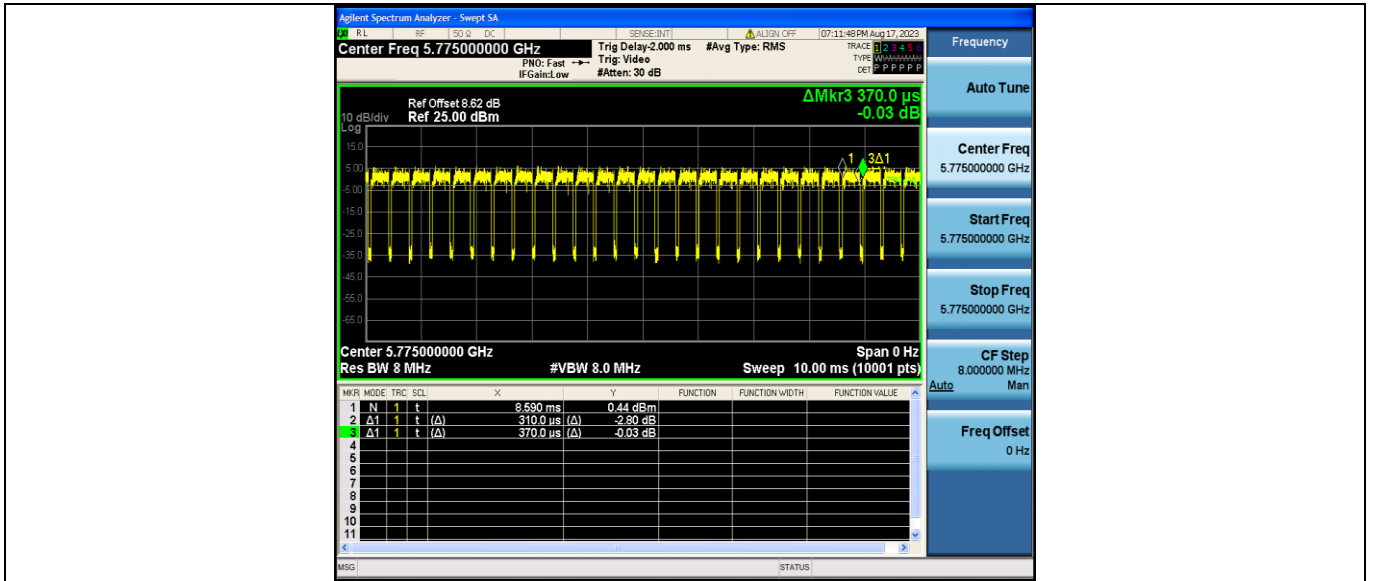 Agilent Spectrum Analyzer - Swept SA
RL RF 50 Ω DC SENSE:INT ALIGN OFF 07:11:48 PM Aug 17, 2023
Center Freq 5.775000000 GHz
PNO: Fast
IFGain:Low
Trig Delay-2.000 ms
Trig: Video
#Atten: 30 dB
#Avg Type: RMS
TRACE 1 2 3 4 5 6
TYPE
DET P P P P P P
Frequency
Auto Tune
Center Freq
5.775000000 GHz
Start Freq
5.775000000 GHz
Stop Freq
5.775000000 GHz
CF Step
8.000000 MHz
Auto Man
Freq Offset
0 Hz
ΔMkr3 370.0 µs
-0.03 dB
Ref Offset 8.62 dB
10 dB/div Ref 25.00 dBm
Log
15.0
5.00
-5.00
-15.0
-25.0
-35.0
-45.0
-55.0
-65.0
1 3Δ1
Center 5.775000000 GHz Span 0 Hz
Res BW 8 MHz #VBW 8.0 MHz Sweep 10.00 ms (10001 pts)
MKR MODE TRC SCL X Y FUNCTION FUNCTION WIDTH FUNCTION VALUE
1 N 1 t 8.590 ms 0.44 dBm
2 Δ1 1 t (Δ) 310.0 µs (Δ) -2.80 dB
3 Δ1 1 t (Δ) 370.0 µs (Δ) -0.03 dB
4
5
6
7
8
9
10
11
MSG STATUS